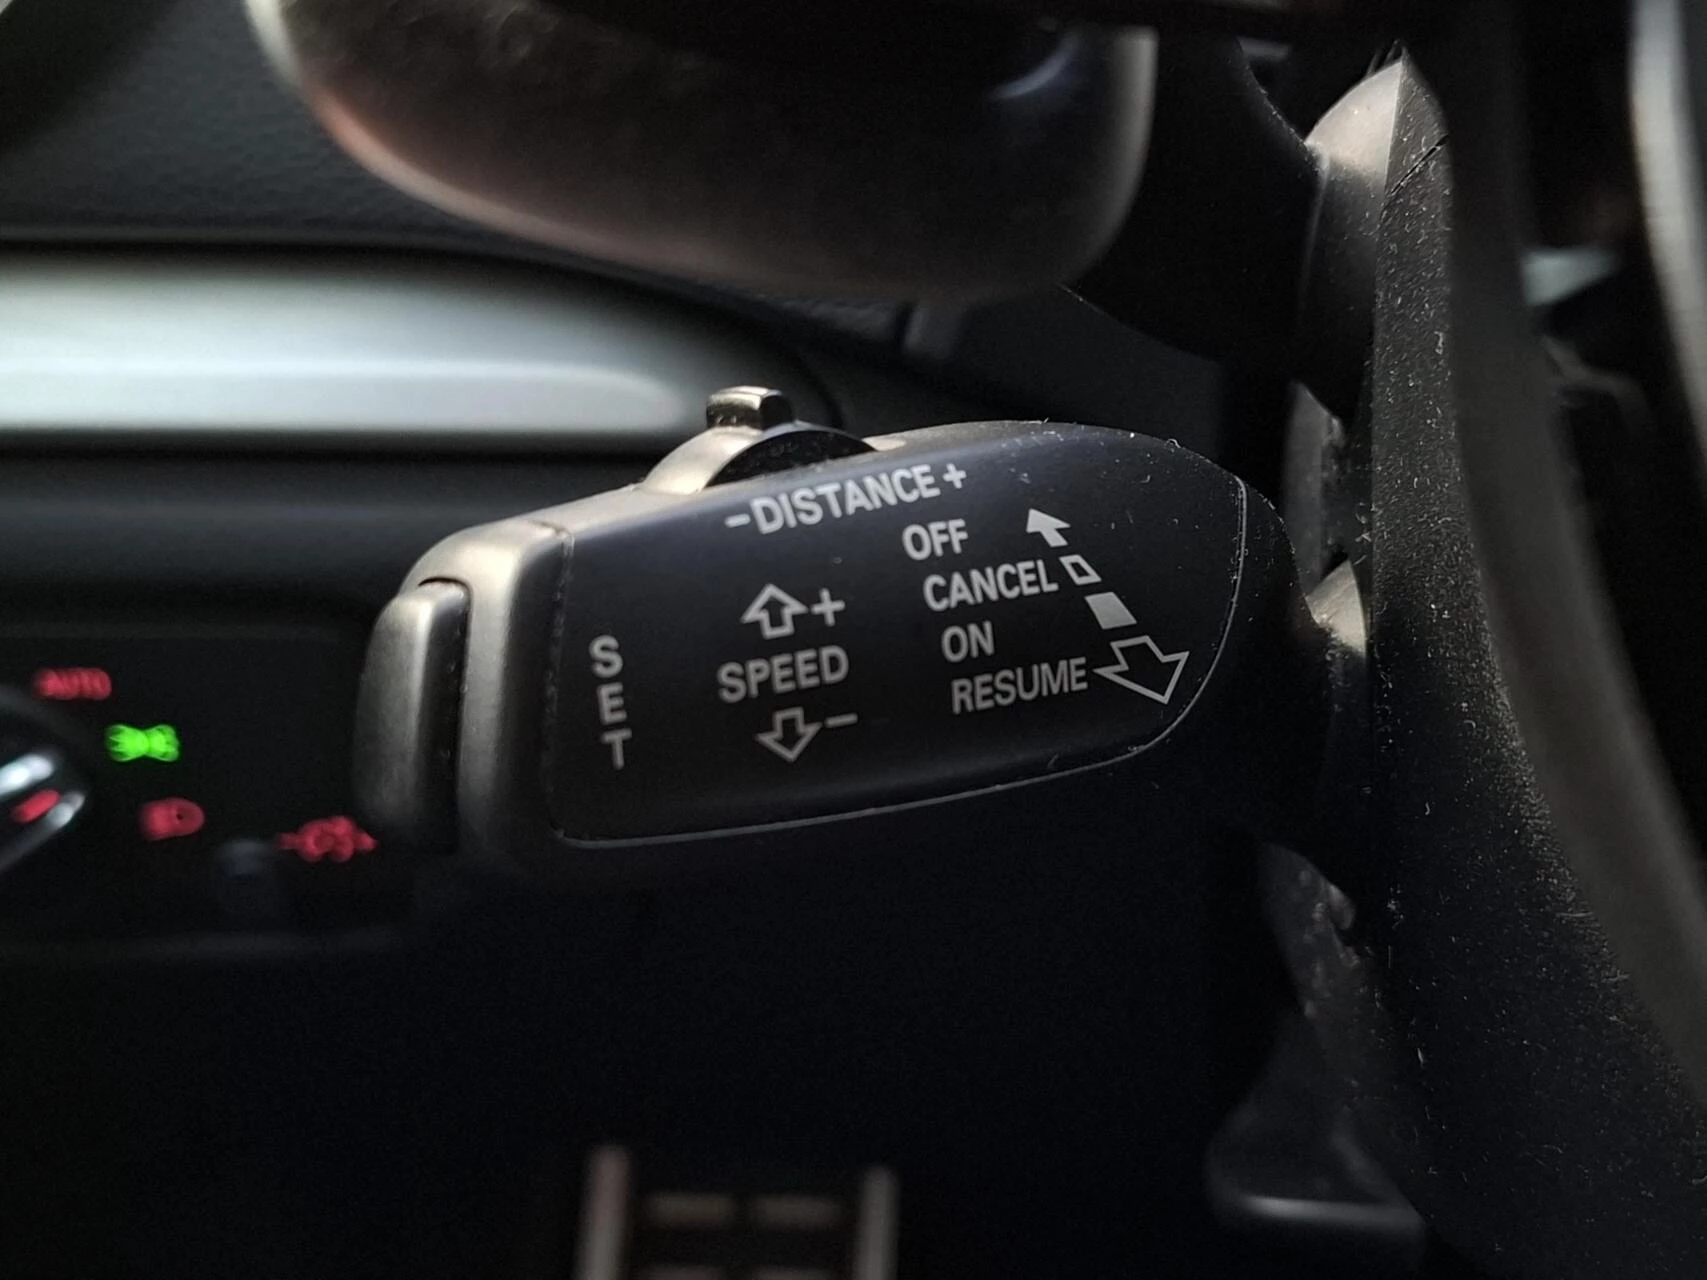 -DISTANCE+
OFF
CANCEL
ON
RESUME
+
SPEED
-
SET
AUTO